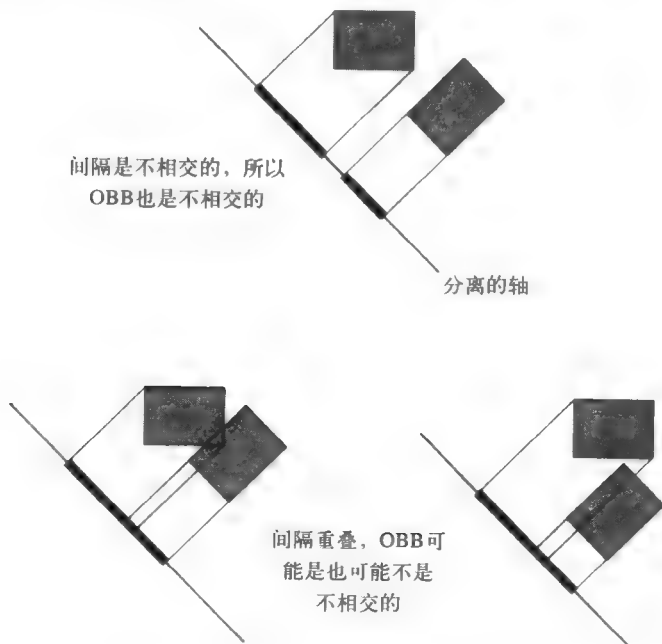 间隔是不相交的，所以
OBB也是不相交的
分离的轴
间隔重叠，OBB可
能是也可能不是
不相交的